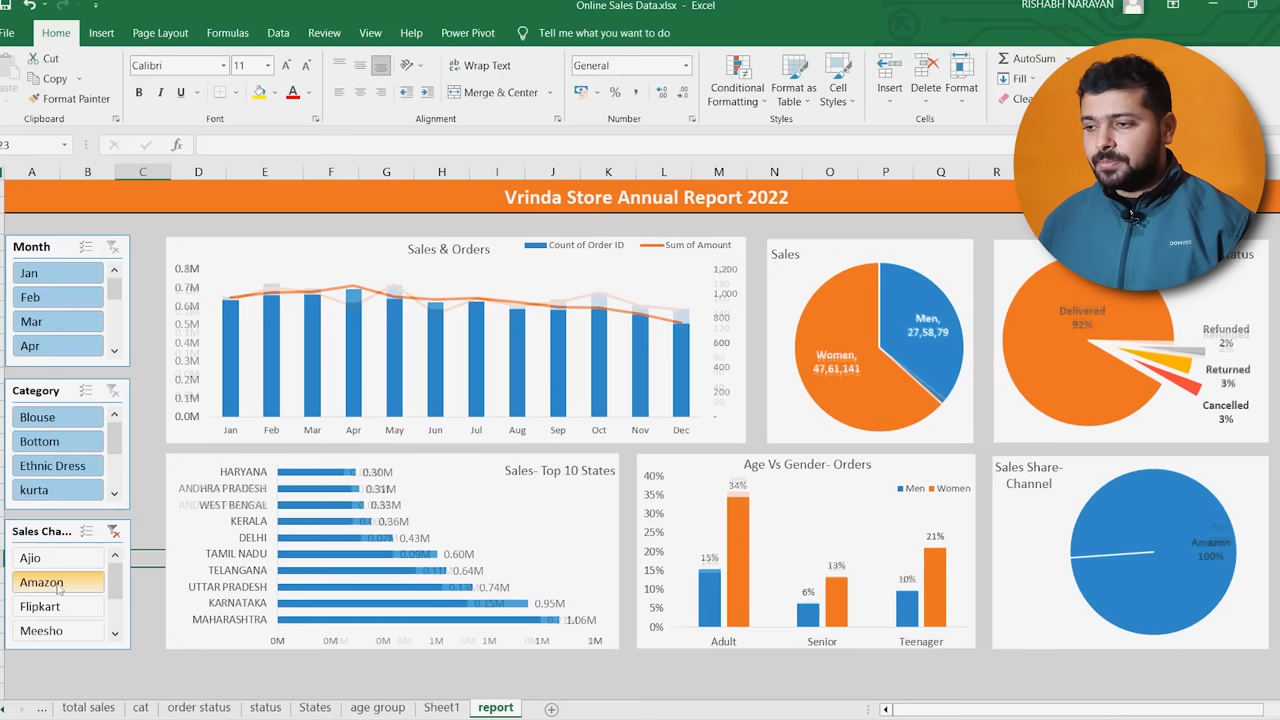 Online Sales Data.xlsx - Excel
RISHABH NARAYAN
File Home Insert Page Layout Formulas Data Review View Help Power Pivot Tell me what you want to do
Cut
Copy
Format Painter
Clipboard
Calibri 11
B I U
Font
Wrap Text
Merge & Center
Alignment
General
Number
Conditional Formatting
Format as Table
Cell Styles
Styles
Insert Delete Format
Cells
AutoSum
Fill
fx
A B C D E F G H I J K L M N O P Q R
Vrinda Store Annual Report 2022
Month
Jan
Feb
Mar
Apr
Category
Blouse
Bottom
Ethnic Dress
kurta
Sales Cha...
Ajio
Amazon
Flipkart
Meesho
Sales & Orders
Count of Order ID Sum of Amount
0.8M
0.7M
0.6M
0.5M
0.4M
0.3M
0.2M
0.1M
0.0M
1,200
1,000
800
600
400
200
-
Jan Feb Mar Apr May Jun Jul Aug Sep Oct Nov Dec
Sales
Men,
27,58,79
Women,
47,61,141
Delivered
92%
Refunded
2%
Returned
3%
Cancelled
3%
Sales- Top 10 States
HARYANA 0.30M
ANDHRA PRADESH 0.31M
WEST BENGAL 0.33M
KERALA 0.36M
DELHI 0.43M
TAMIL NADU 0.60M
TELANGANA 0.64M
UTTAR PRADESH 0.74M
KARNATAKA 0.95M
MAHARASHTRA 1.06M
0M 0M 0M 1M 1M 1M 1M
Age Vs Gender- Orders
Men Women
40%
35%
30%
25%
20%
15%
10%
5%
0%
15% 34%
6% 13%
10% 21%
Adult Senior Teenager
Sales Share-
Channel
Amazon
100%
... total sales cat order status status States age group Sheet1 report